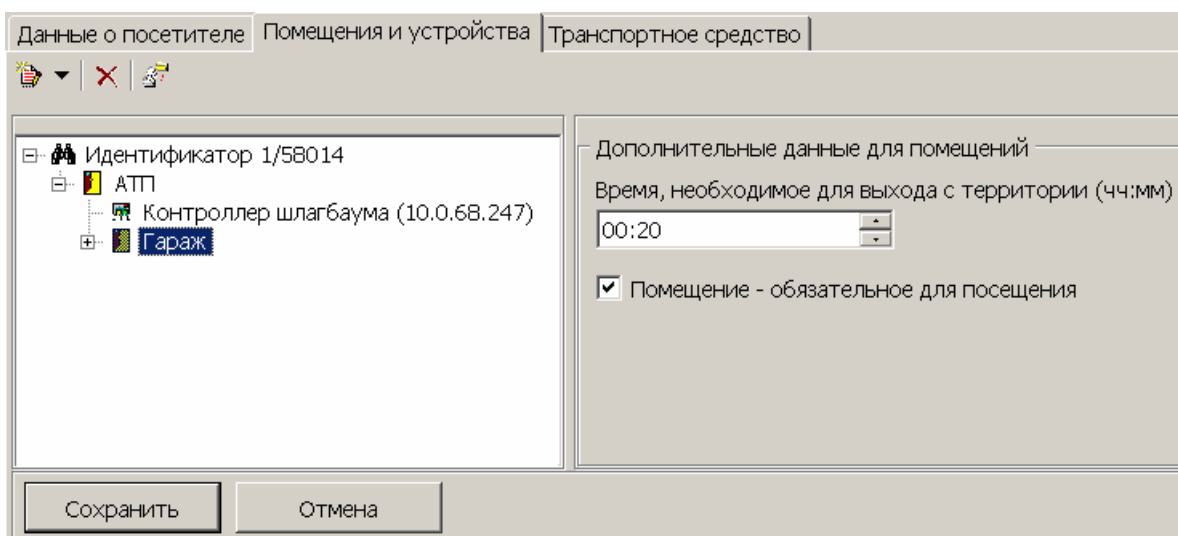 Данные о посетителе Помещения и устройства Транспортное средство
Идентификатор 1/58014
АТП
Контроллер шлагбаума (10.0.68.247)
Гараж
Дополнительные данные для помещений
Время, необходимое для выхода с территории (чч:мм)
00:20
Помещение - обязательное для посещения
Сохранить Отмена